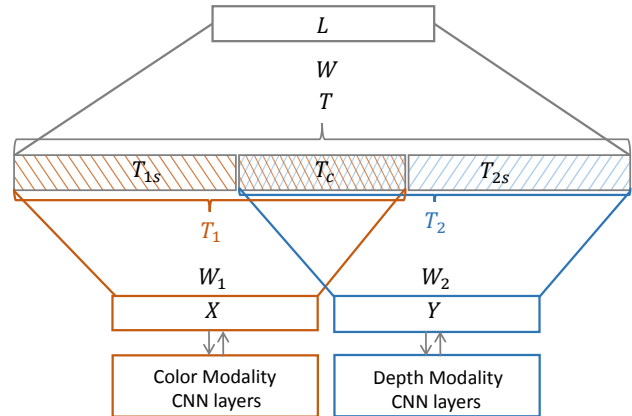 L
W
T
T1s
Tc
T2s
T1
T2
W1
W2
X
Y
Color Modality
CNN layers
Depth Modality
CNN layers